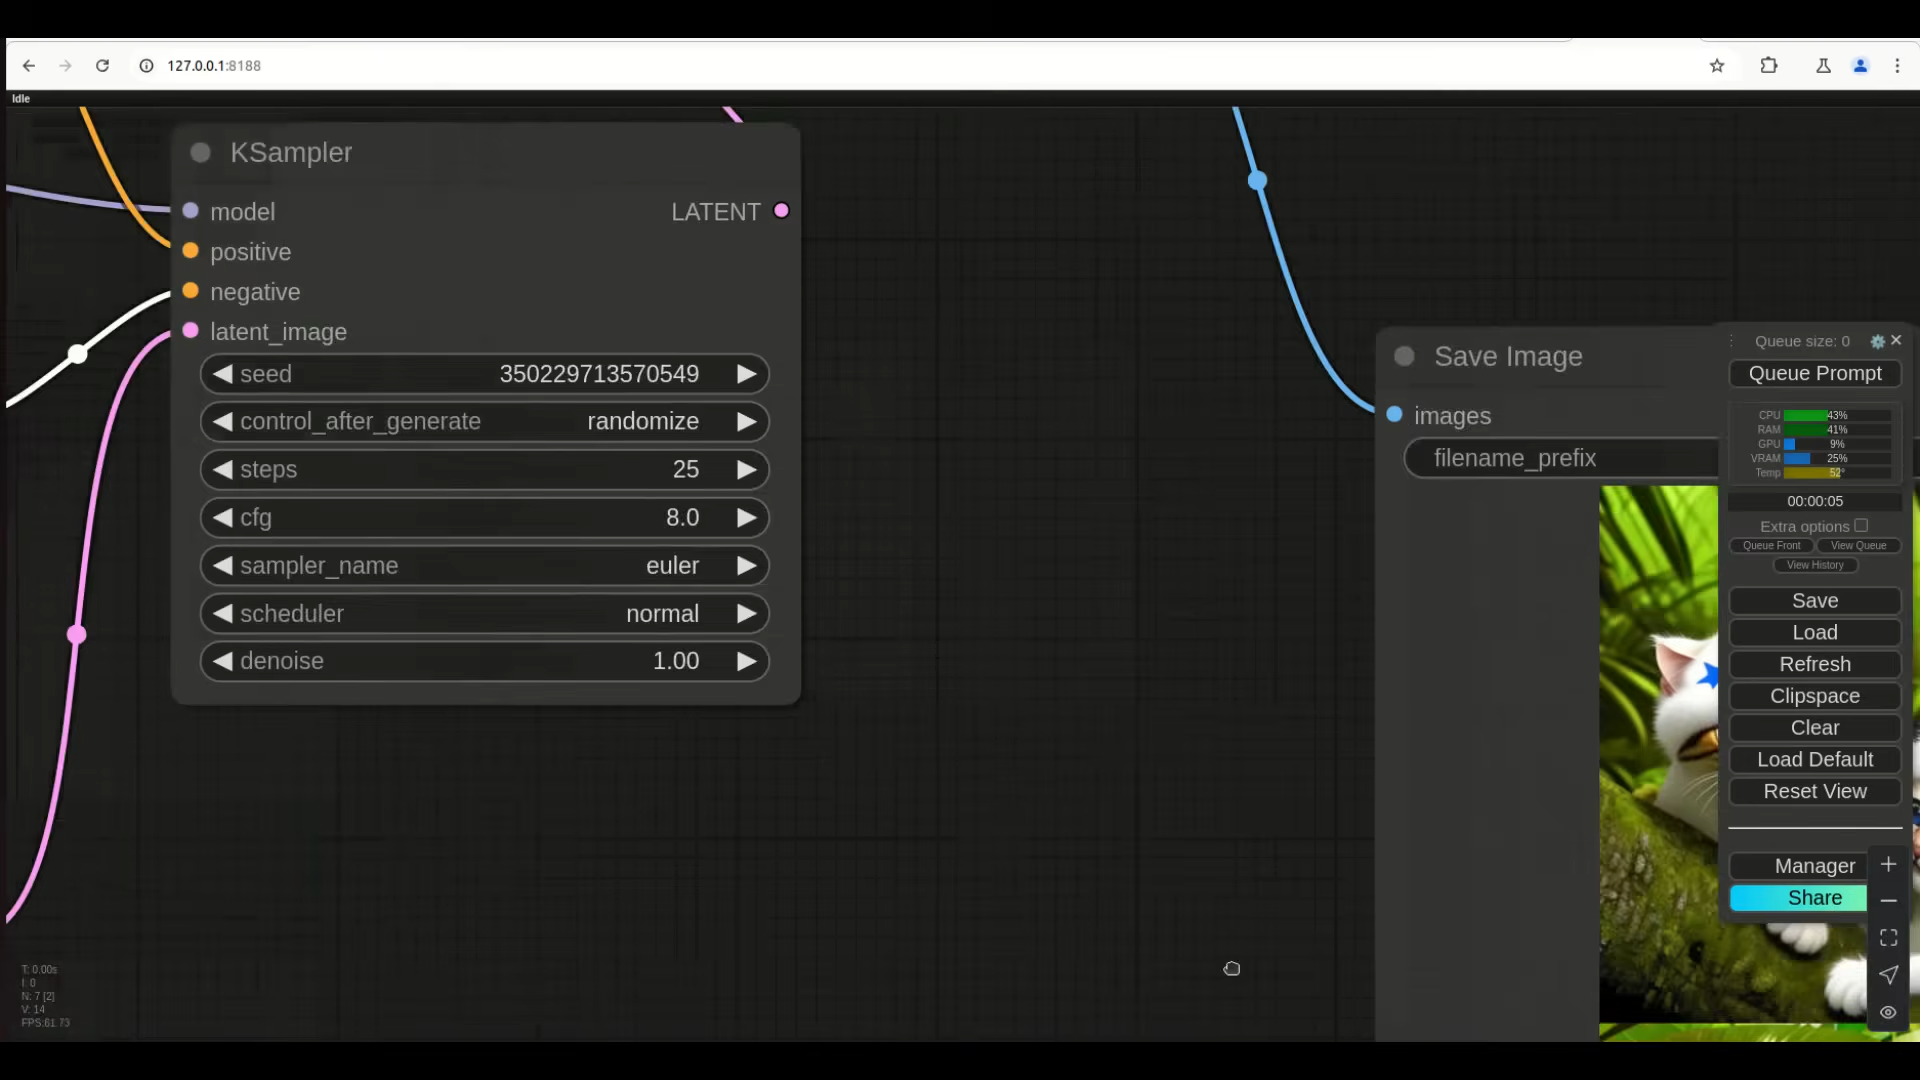 127.0.0.1:8188
Idle
KSampler
model
LATENT
positive
negative
latent_image
seed 350229713570549
control_after_generate randomize
steps 25
cfg 8.0
sampler_name euler
scheduler normal
denoise 1.00
Save Image
images
filename_prefix
Queue size: 0
Queue Prompt
CPU 43%
RAM 41%
GPU 9%
VRAM 25%
Temp 52°
00:00:05
Extra options
Queue Front View Queue
View History
Save
Load
Refresh
Clipspace
Clear
Load Default
Reset View
Manager
Share
T: 0.00s
I: 0
N: 7 [2]
V: 14
FPS:61.73